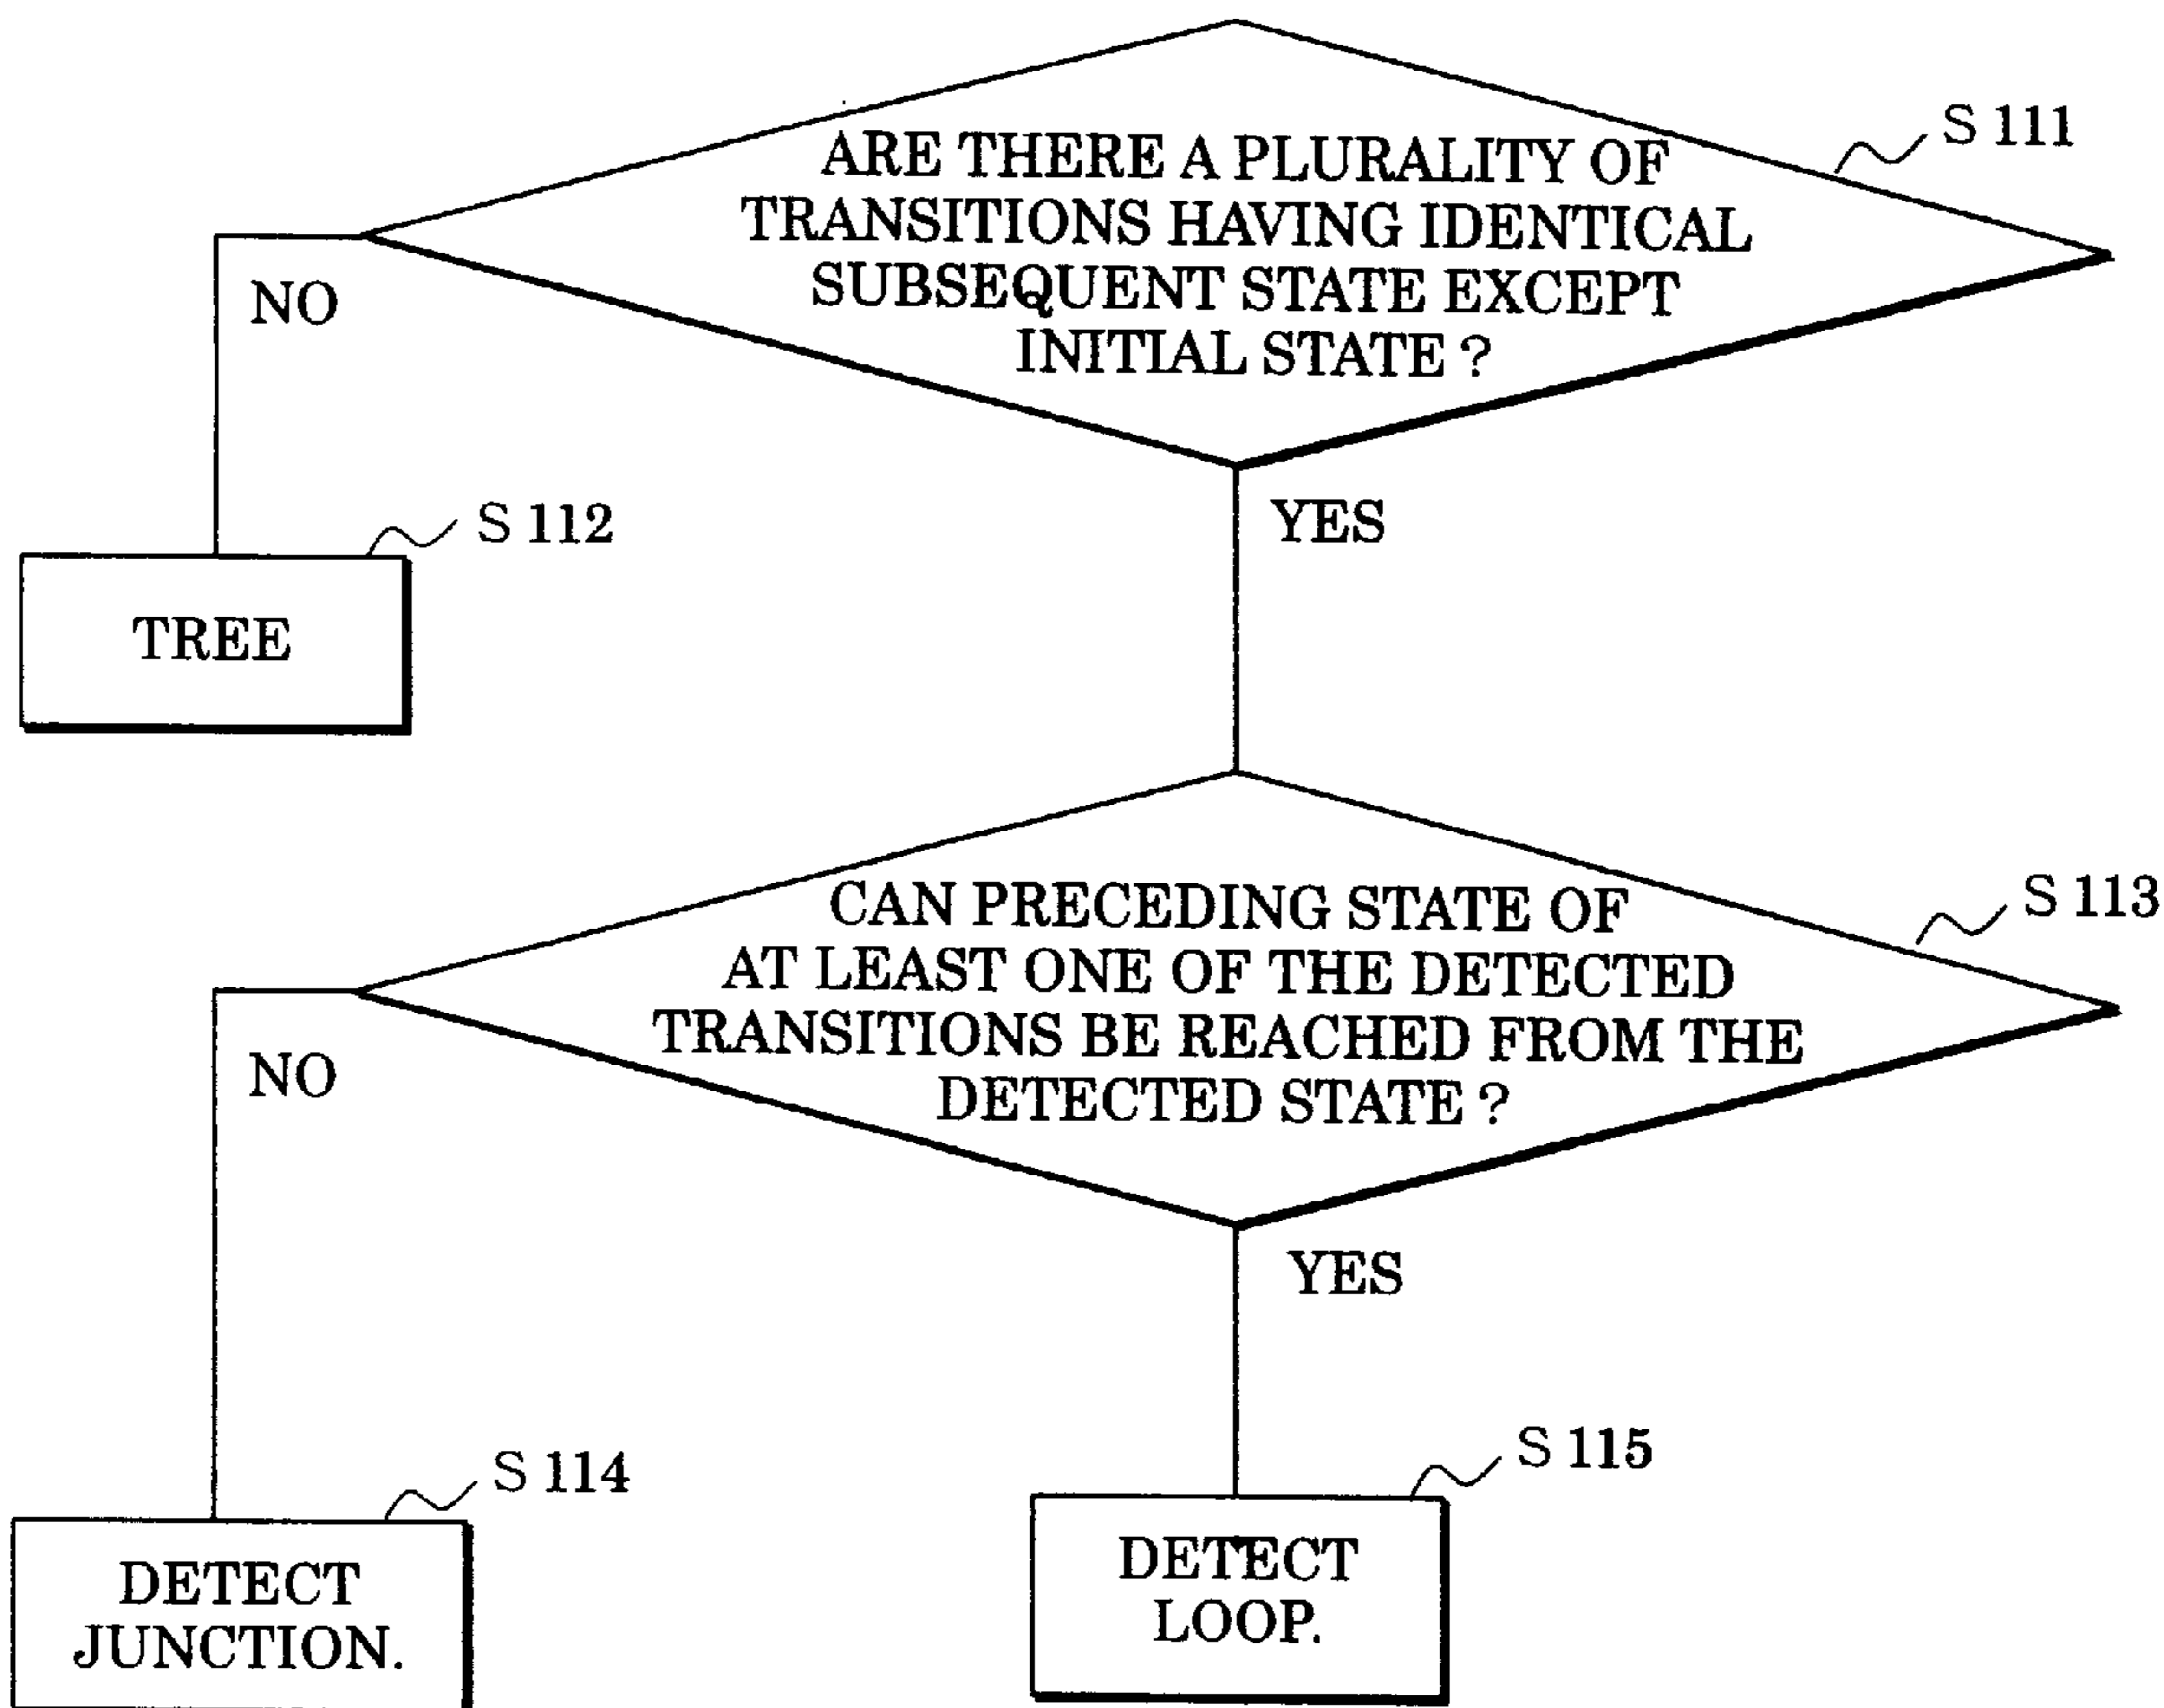 S 111
ARE THERE A PLURALITY OF
TRANSITIONS HAVING IDENTICAL
SUBSEQUENT STATE EXCEPT
INITIAL STATE ?
NO
YES
S 112
TREE
S 113
CAN PRECEDING STATE OF
AT LEAST ONE OF THE DETECTED
TRANSITIONS BE REACHED FROM THE
DETECTED STATE ?
NO
YES
S 114
DETECT
JUNCTION.
S 115
DETECT
LOOP.